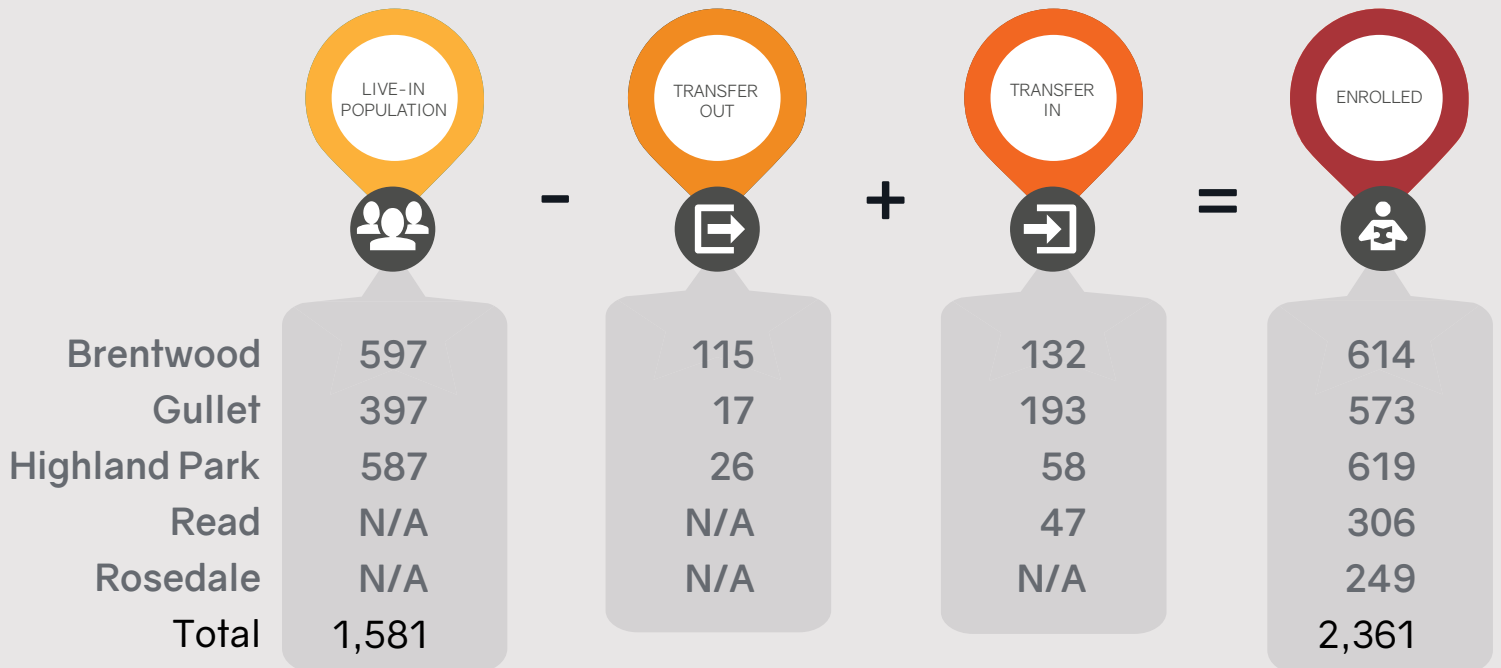 LIVE-IN
POPULATION
TRANSFER
OUT
TRANSFER
IN
ENROLLED
- + =
Brentwood 597 115 132 614
Gullet 397 17 193 573
Highland Park 587 26 58 619
Read N/A N/A 47 306
Rosedale N/A N/A N/A 249
Total 1,581 2,361